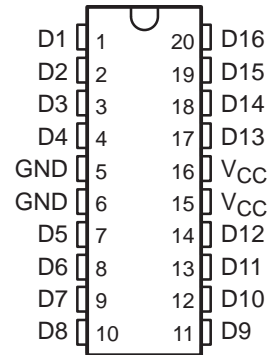 D1 1 20 D16
D2 2 19 D15
D3 3 18 D14
D4 4 17 D13
GND 5 16 VCC
GND 6 15 VCC
D5 7 14 D12
D6 8 13 D11
D7 9 12 D10
D8 10 11 D9